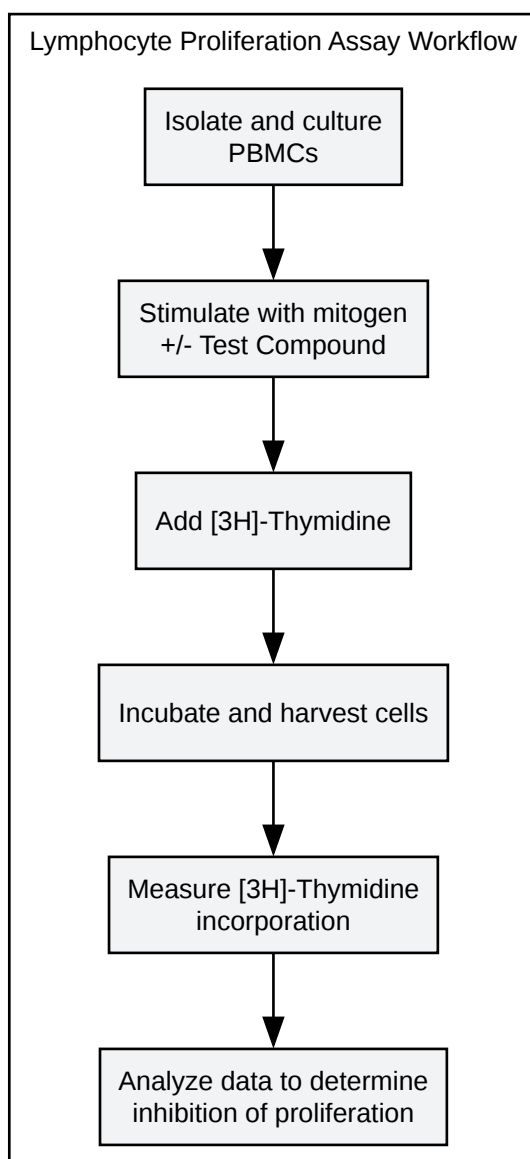 Lymphocyte Proliferation Assay Workflow
Isolate and culture
PBMCs
Stimulate with mitogen
+/- Test Compound
Add [3H]-Thymidine
Incubate and harvest cells
Measure [3H]-Thymidine
incorporation
Analyze data to determine
inhibition of proliferation